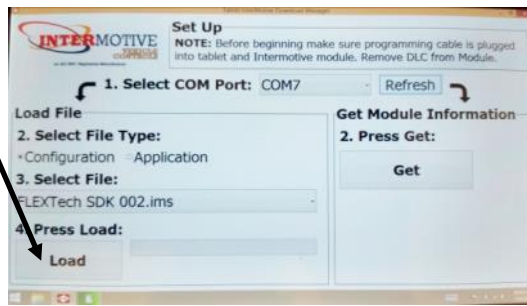 Set Up
NOTE: Before beginning make sure programming cable is plugged
into tablet and Intermotive module. Remove DLC from Module.
INTERMOTIVE
VEHICLE
CONTROLS
1. Select COM Port: COM7 Refresh
Load File
2. Select File Type:
Configuration Application
3. Select File:
FLEXTech SDK 002.ims
4. Press Load:
Load
Get Module Information
2. Press Get:
Get